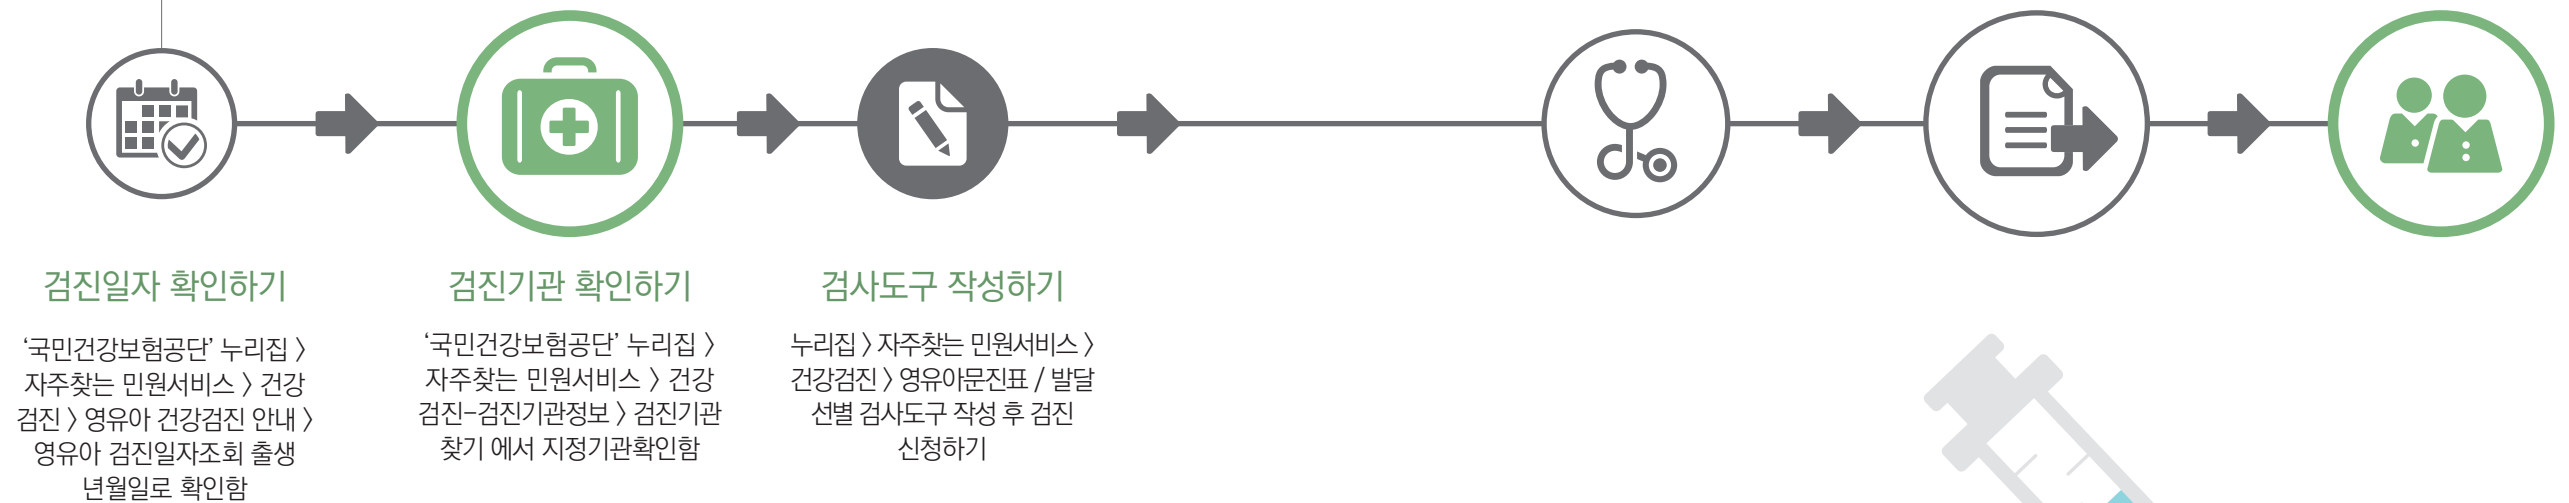 검진일자 확인하기
‘국민건강보험공단’ 누리집 〉
자주찾는 민원서비스 〉 건강
검진 〉 영유아 건강검진 안내 〉
영유아 검진일자조회 출생
년월일로 확인함
검진기관 확인하기
‘국민건강보험공단’ 누리집 〉
자주찾는 민원서비스 〉 건강
검진-검진기관정보 〉 검진기관
찾기 에서 지정기관확인함
검사도구 작성하기
누리집 〉 자주찾는 민원서비스 〉
건강검진 〉 영유아문진표 / 발달
선별 검사도구 작성 후 검진
신청하기